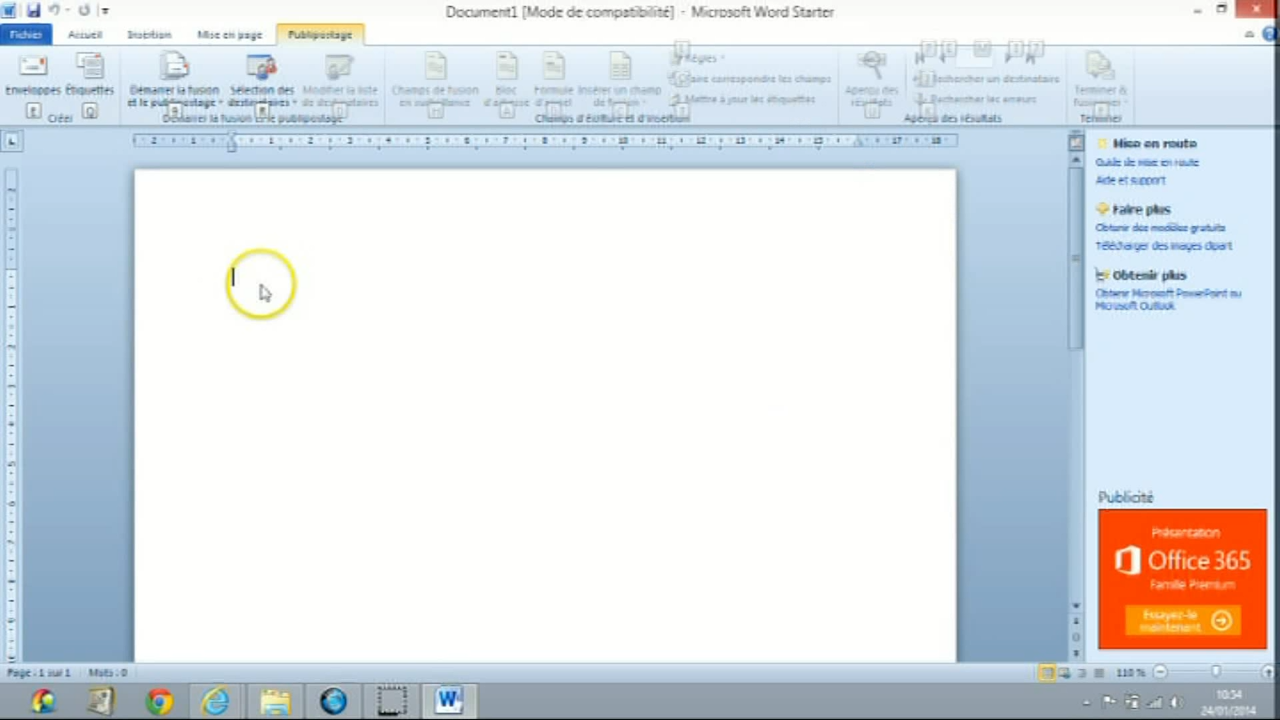 Document1 [Mode de compatibilité] - Microsoft Word Starter
Fichier Accueil Insertion Mise en page Publipostage
Enveloppes Étiquettes
Créer
Démarrer la fusion et le publipostage
Sélection des destinataires
Modifier la liste de destinataires
Démarrer la fusion et le publipostage
Champs de fusion
Bloc d'adresse
Formule d'appel
Insérer un champ de fusion
Règles
Faire correspondre les champs
Mettre à jour les étiquettes
Champs d'écriture et d'insertion
Aperçu des résultats
Rechercher un destinataire
Rechercher les erreurs
Aperçu des résultats
Terminer & fusionner
Terminer
Mise en route
Guide de mise en route
Aide et support
Faire plus
Obtenir des modèles gratuits
Télécharger des images clipart
Obtenir plus
Obtenir Microsoft PowerPoint ou
Microsoft Outlook
Publicité
Présentation
Office 365
Famille Premium
Essayez-le
maintenant
Page : 1 sur 1 Mots : 0
110 %
10:54
24/01/2014